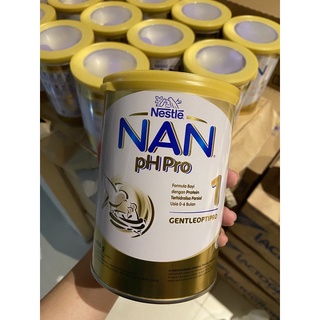 Nestlé
NAN
pH Pro
1
Formula Bayi
dengan Protein
Terhidrolisa Parsial
Usia 0-6 Bulan
GENTLEOPTIPRO